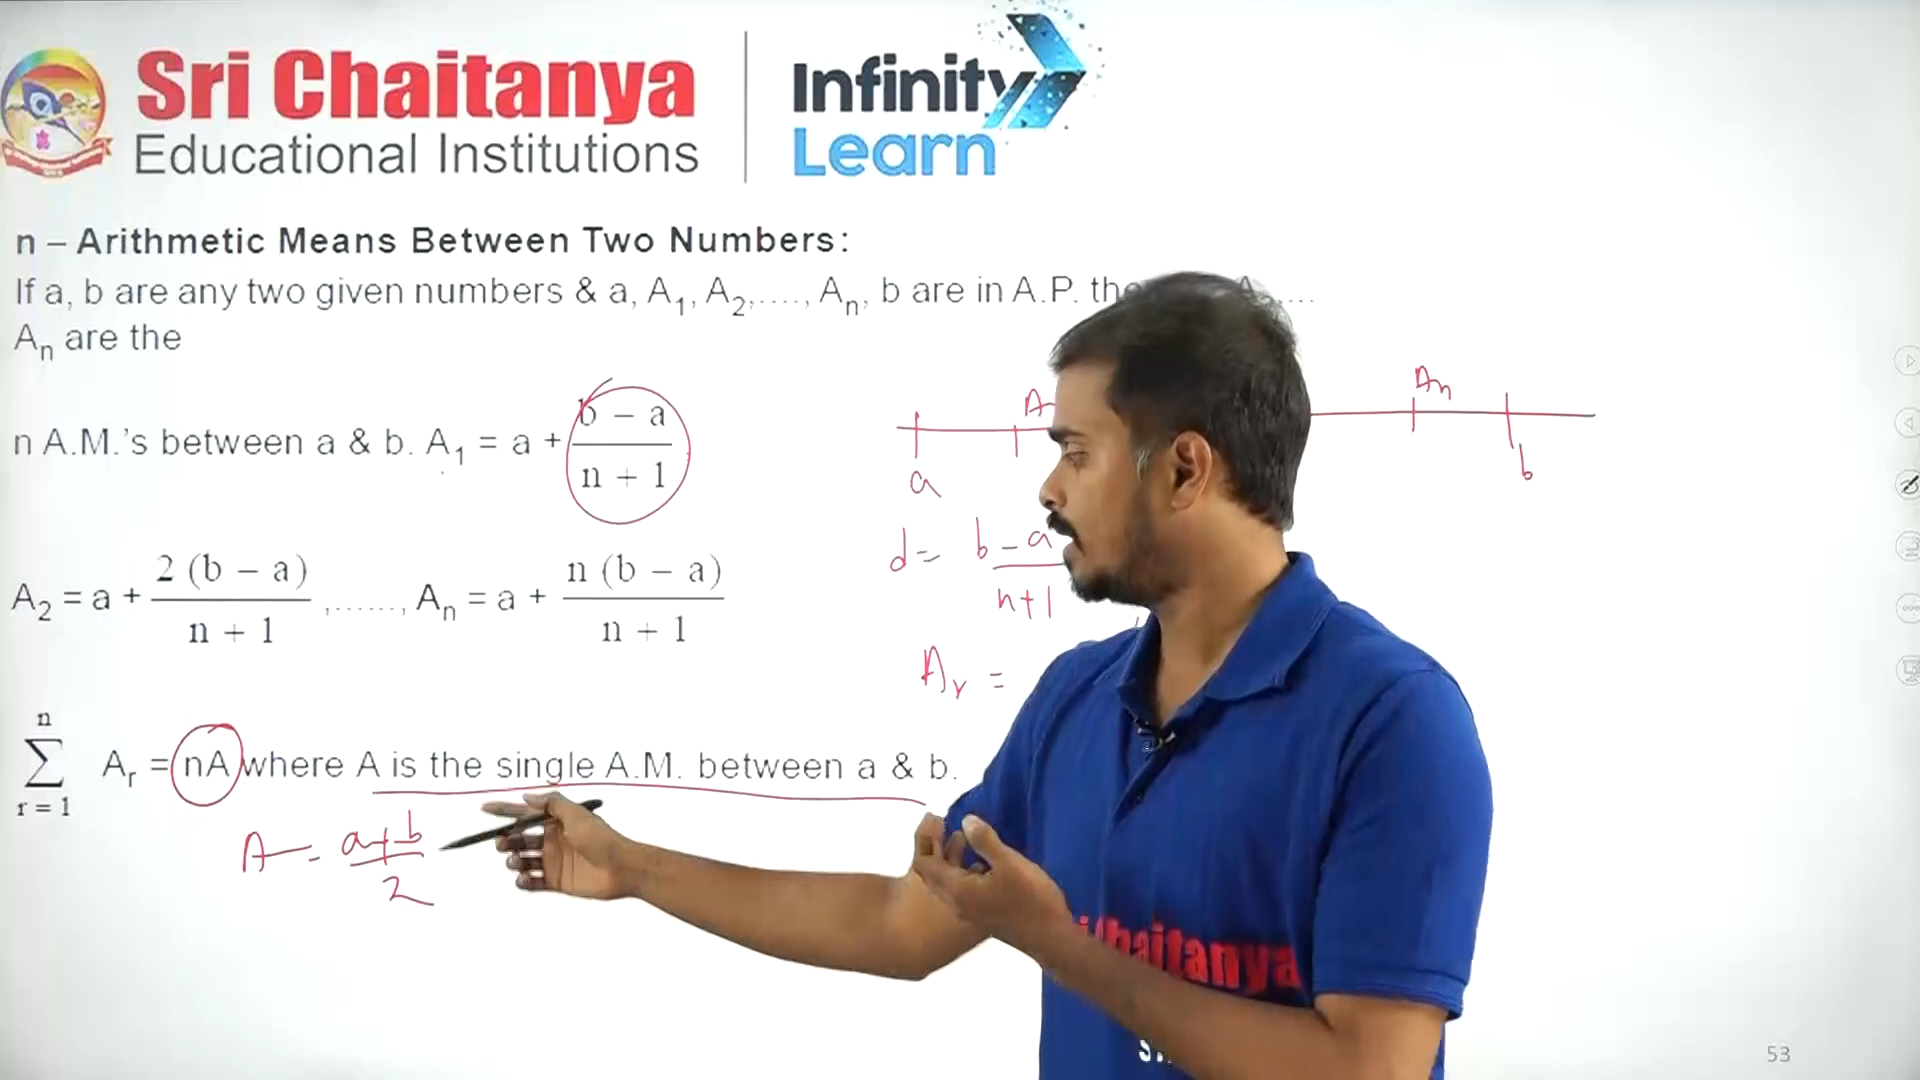 Sri Chaitanya
Educational Institutions
Infinity
Learn
n – Arithmetic Means Between Two Numbers:
If a, b are any two given numbers & a, A₁, A₂,...., Aₙ, b are in A.P. ....
Aₙ are the
n A.M.'s between a & b. A₁ = a + (b – a)/(n + 1)
A₂ = a + 2 (b – a)/(n + 1) ,......, Aₙ = a + n (b – a)/(n + 1)
n
∑ Aᵣ = nA where A is the single A.M. between a & b.
r = 1
A = (a+b)/2
A
Aₙ
a
b
d = (b – a)/(n+1)
Aᵣ =
haitanya
53